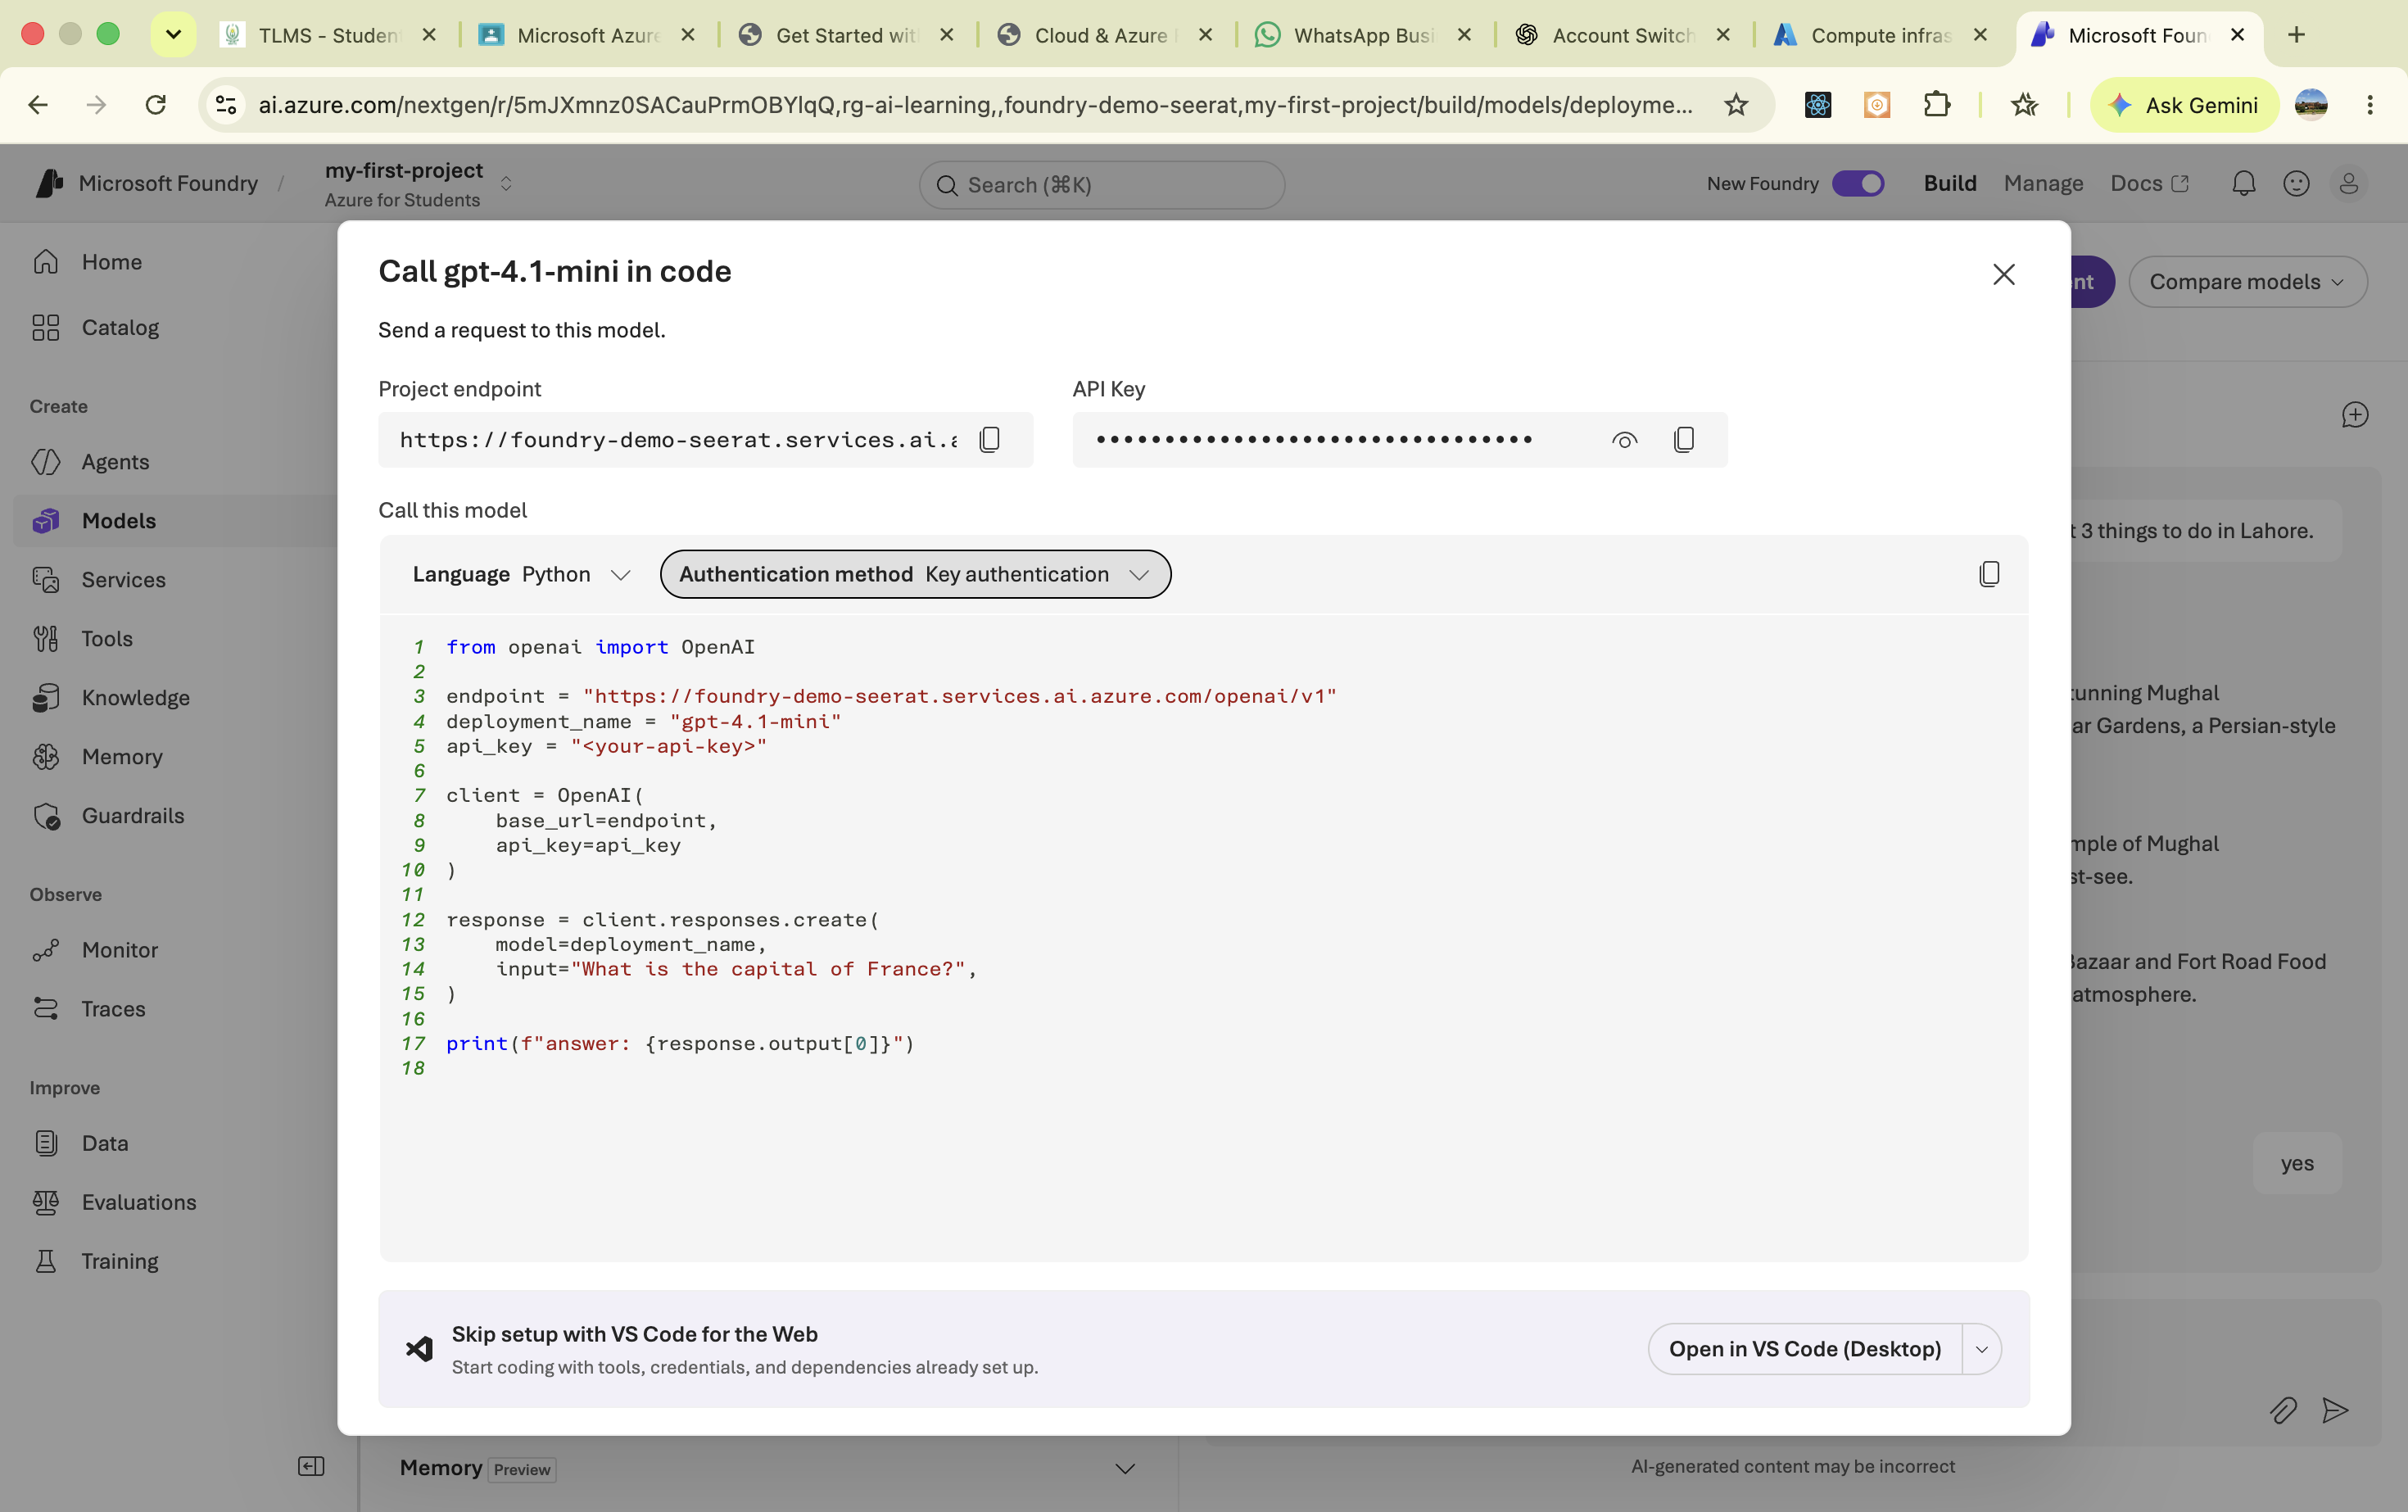 TLMS - Studen
Microsoft Azure
Get Started wit
Cloud & Azure
WhatsApp Busi
Account Switch
Compute infras
Microsoft Foun
ai.azure.com/nextgen/r/5mJXmnz0SACauPrmOBYlqQ,rg-ai-learning,,foundry-demo-seerat,my-first-project/build/models/deployme...
Ask Gemini
Microsoft Foundry /
my-first-project
Azure for Students
Search (⌘K)
New Foundry
Build
Manage
Docs
Home
Catalog
Create
Agents
Models
Services
Tools
Knowledge
Memory
Guardrails
Observe
Monitor
Traces
Improve
Data
Evaluations
Training
Call gpt-4.1-mini in code
Send a request to this model.
Project endpoint
https://foundry-demo-seerat.services.ai.a
API Key
••••••••••••••••••••••••••••••••
Call this model
Language Python
Authentication method Key authentication
1 from openai import OpenAI
2
3 endpoint = "https://foundry-demo-seerat.services.ai.azure.com/openai/v1"
4 deployment_name = "gpt-4.1-mini"
5 api_key = "<your-api-key>"
6
7 client = OpenAI(
8     base_url=endpoint,
9     api_key=api_key
10 )
11
12 response = client.responses.create(
13     model=deployment_name,
14     input="What is the capital of France?",
15 )
16
17 print(f"answer: {response.output[0]}")
18
Skip setup with VS Code for the Web
Start coding with tools, credentials, and dependencies already set up.
Open in VS Code (Desktop)
nt
Compare models
t 3 things to do in Lahore.
tunning Mughal
ar Gardens, a Persian-style
mple of Mughal
st-see.
Bazaar and Fort Road Food
atmosphere.
yes
Memory Preview
AI-generated content may be incorrect